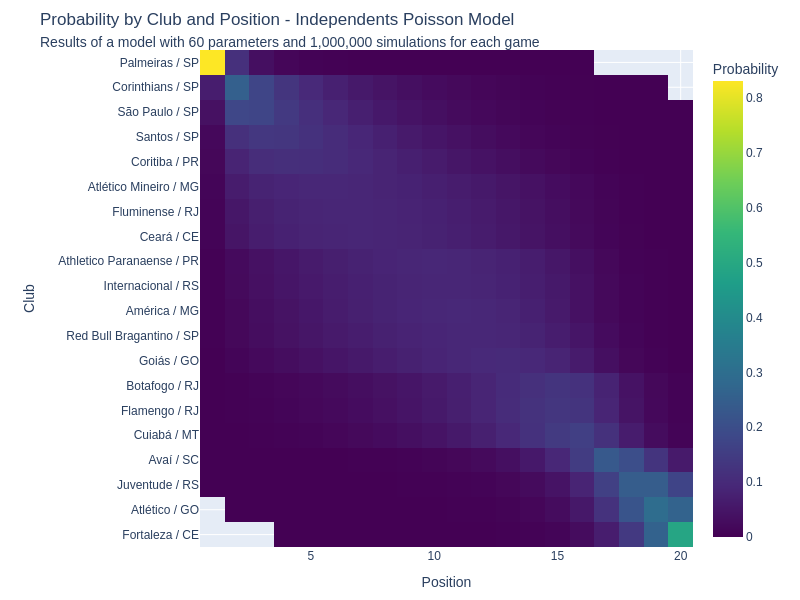 Probability by Club and Position - Independents Poisson Model
Results of a model with 60 parameters and 1,000,000 simulations for each game
Palmeiras / SP
Corinthians / SP
São Paulo / SP
Santos / SP
Coritiba / PR
Atlético Mineiro / MG
Fluminense / RJ
Ceará / CE
Athletico Paranaense / PR
Internacional / RS
América / MG
Red Bull Bragantino / SP
Goiás / GO
Botafogo / RJ
Flamengo / RJ
Cuiabá / MT
Avaí / SC
Juventude / RS
Atlético / GO
Fortaleza / CE
Club
5
10
15
20
Position
Probability
0.8
0.7
0.6
0.5
0.4
0.3
0.2
0.1
0